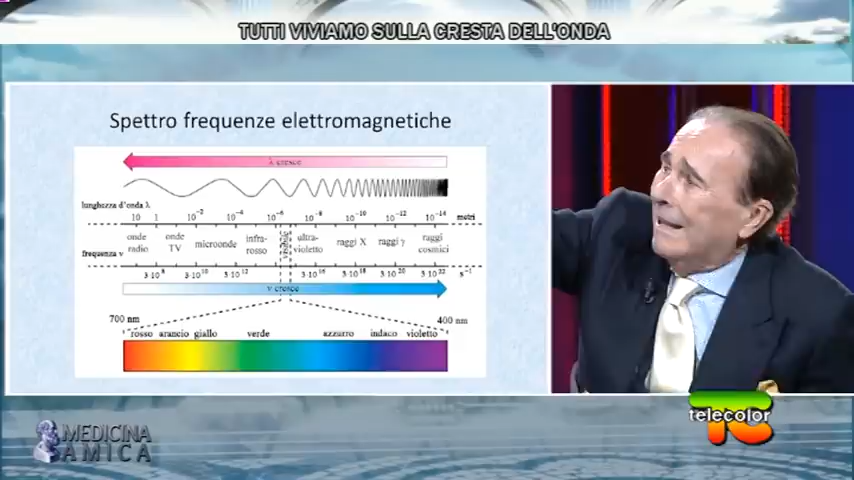 TUTTI VIVIAMO SULLA CRESTA DELL'ONDA
Spettro frequenze elettromagnetiche
λ cresce
lunghezza d'onda λ
10 1 10⁻² 10⁻⁴ 10⁻⁶ 10⁻⁹ 10⁻¹⁰ 10⁻¹² 10⁻¹⁴ metri
onde radio
onde TV
microonde
infra-rosso
visibile
ultra-violetto
raggi X
raggi γ
raggi cosmici
frequenza ν
3·10⁸ 3·10¹⁰ 3·10¹² 3·10¹⁶ 3·10¹⁸ 3·10²⁰ 3·10²² s⁻¹
ν cresce
700 nm 400 nm
rosso arancio giallo verde azzurro indaco violetto
MEDICINA
AMICA
telecolor